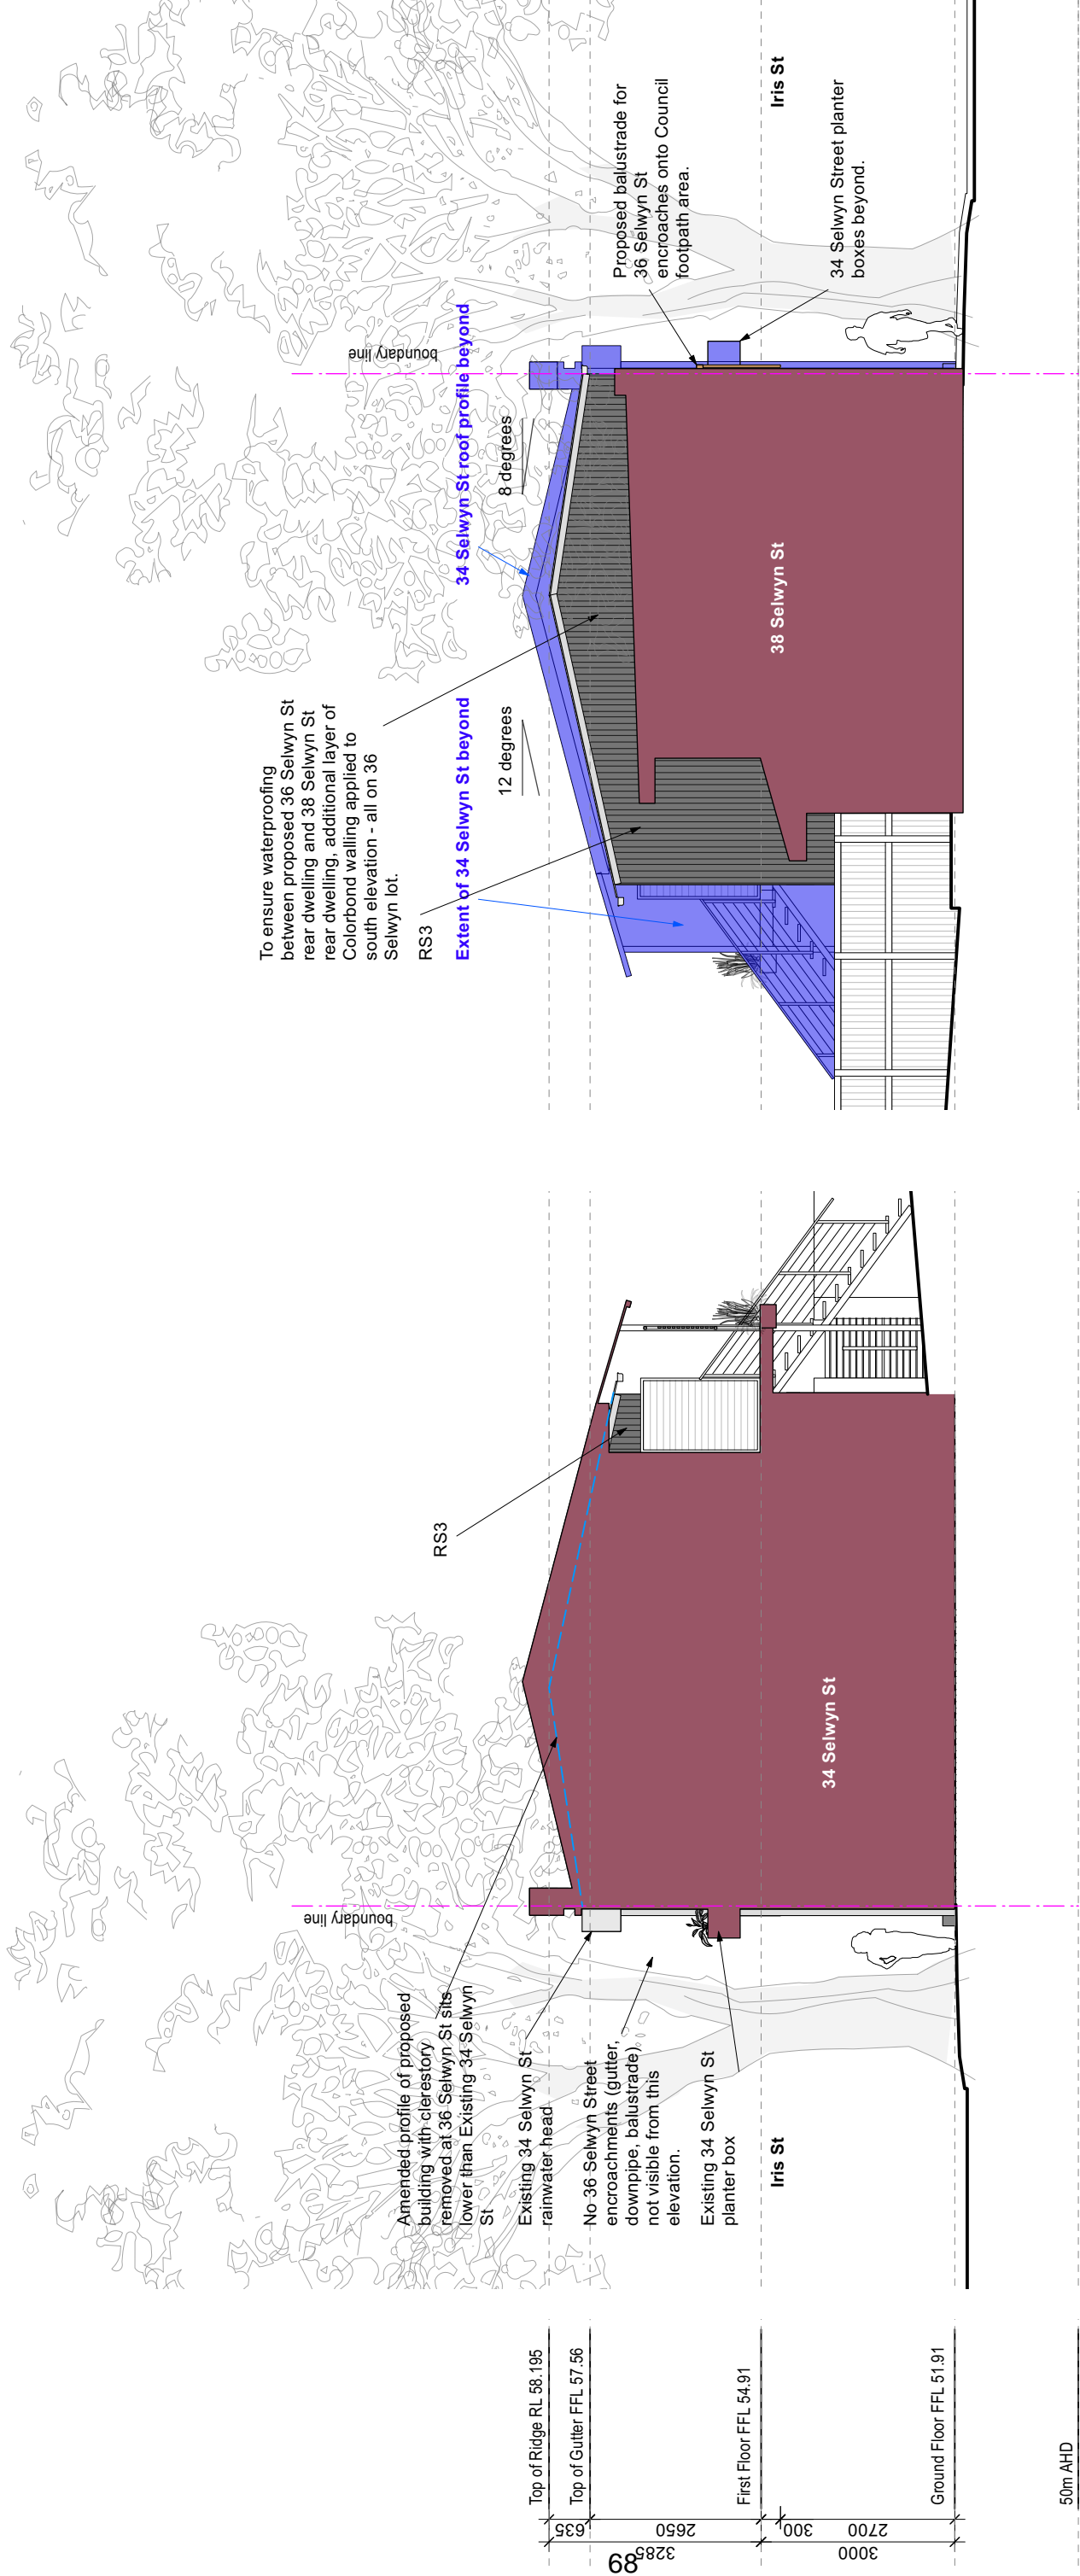 Top of Ridge RL 58.195
Top of Gutter FFL 57.56
First Floor FFL 54.91
Ground Floor FFL 51.91
50m AHD
635
2650
300
2700
3285
3000
68
Amended profile of proposed
building with clerestory
removed at 36 Selwyn St sits
lower than Existing 34 Selwyn
St
Existing 34 Selwyn St
rainwater head
No 36 Selwyn Street
encroachments (gutter,
downpipe, balustrade)
not visible from this
elevation.
Existing 34 Selwyn St
planter box
Iris St
boundary line
34 Selwyn St
RS3
To ensure waterproofing
between proposed 36 Selwyn St
rear dwelling and 38 Selwyn St
rear dwelling, additional layer of
Colorbond walling applied to
south elevation - all on 36
Selwyn lot.
RS3
Extent of 34 Selwyn St beyond
12 degrees
34 Selwyn St roof profile beyond
8 degrees
boundary line
38 Selwyn St
Proposed balustrade for
36 Selwyn St
encroaches onto Council
footpath area.
Iris St
34 Selwyn Street planter
boxes beyond.